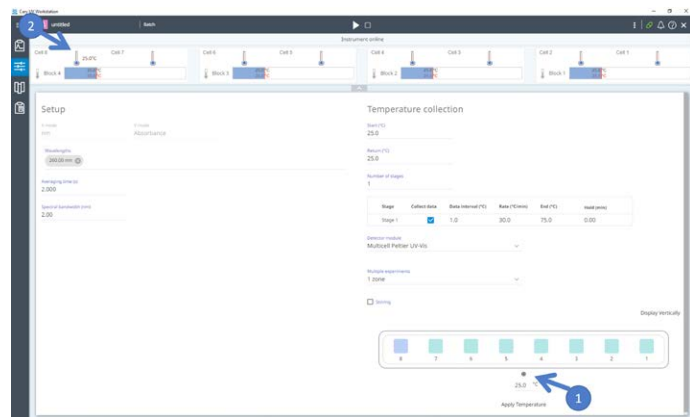 Cary UV Workstation
untitled
Batch
Instrument online
2
Cell 8
25.0°C
Cell 7
Cell 6
Cell 5
Cell 4
Cell 3
Cell 2
Cell 1
Block 4
Block 3
Block 2
Block 1
Setup
X mode
Y mode
Absorbance
Wavelengths
260.00 nm
Averaging time (s)
2.000
Spectral bandwidth (nm)
2.00
Temperature collection
Start (°C)
25.0
Return (°C)
25.0
Number of stages
1
Stage Collect data Data interval (°C) Rate (°C/min) End (°C) Hold (min)
Stage 1 1.0 30.0 75.0 0.00
Detector module
Multicell Peltier UV-Vis
Multiple experiments
1 zone
Stirring
Display Vertically
8 7 6 5 4 3 2 1
25.0 °C
1
Apply Temperature